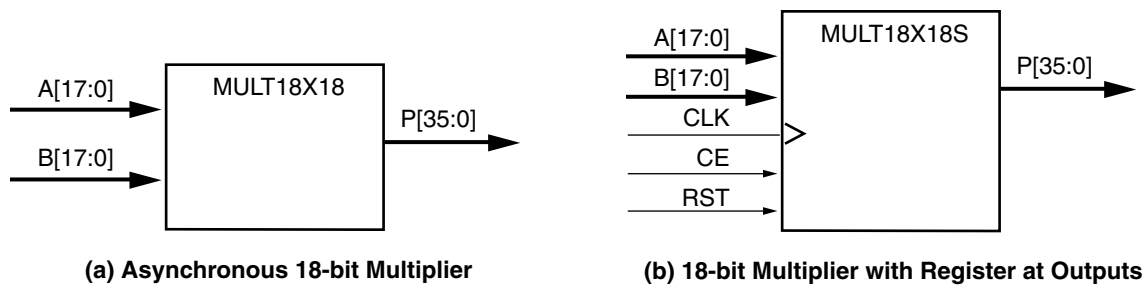 MULT18X18
A[17:0]
B[17:0]
P[35:0]
(a) Asynchronous 18-bit Multiplier
MULT18X18S
A[17:0]
B[17:0]
CLK
CE
RST
P[35:0]
(b) 18-bit Multiplier with Register at Outputs